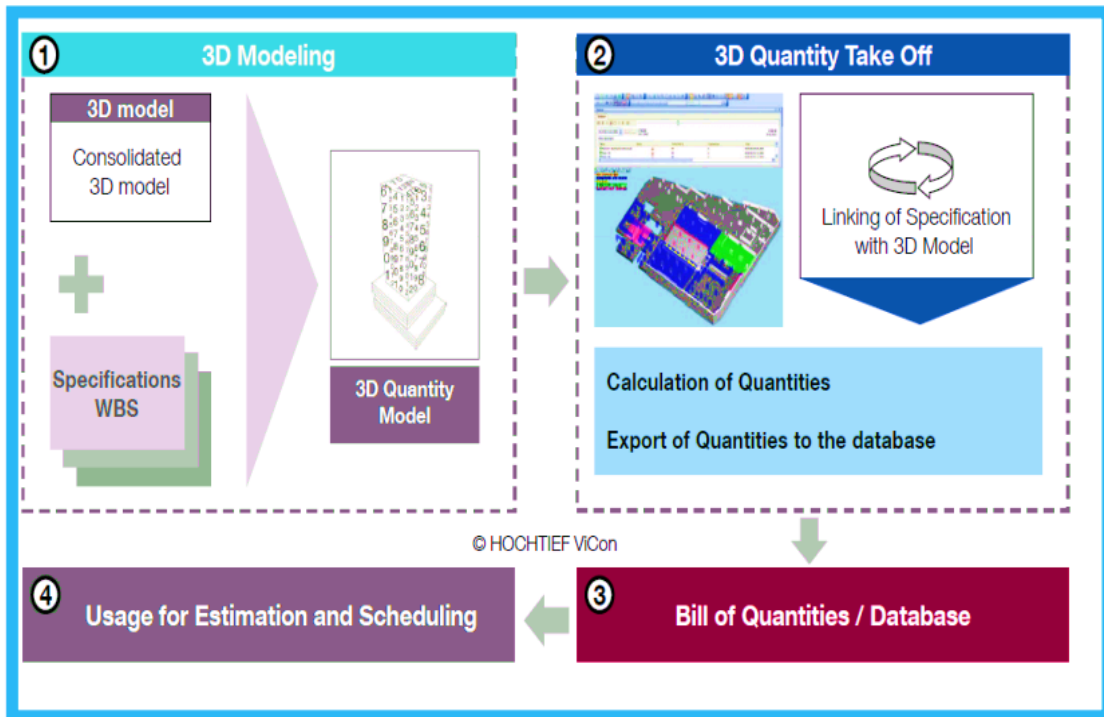 1
3D Modeling
3D model
Consolidated
3D model
Specifications
WBS
3D Quantity
Model
2
3D Quantity Take Off
Linking of Specification
with 3D Model
Calculation of Quantities
Export of Quantities to the database
© HOCHTIEF ViCon
3
Bill of Quantities / Database
4
Usage for Estimation and Scheduling